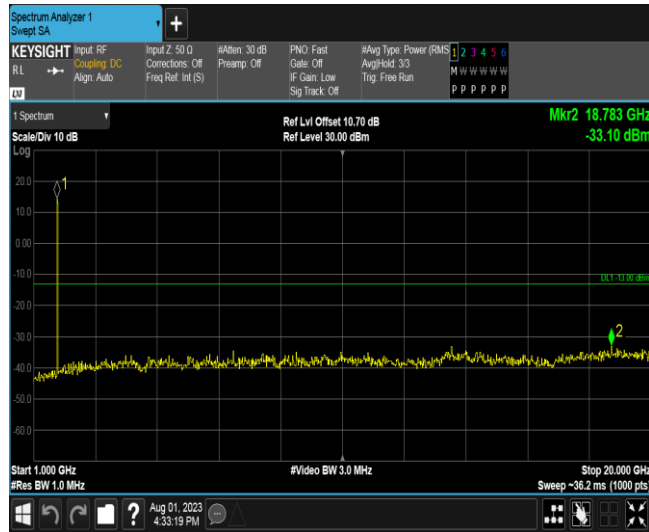 Spectrum Analyzer 1
Swept SA
+
KEYSIGHT
RL
LXI
Input: RF
Coupling: DC
Align: Auto
Input Z: 50 Ω
Corrections: Off
Freq Ref: Int (S)
#Atten: 30 dB
Preamp: Off
PNO: Fast
Gate: Off
IF Gain: Low
Sig Track: Off
#Avg Type: Power (RMS
Avg|Hold: 3/3
Trig: Free Run
1 2 3 4 5 6
M W W W W W
P P P P P P
1 Spectrum
Scale/Div 10 dB
Log
Ref Lvl Offset 10.70 dB
Ref Level 30.00 dBm
Mkr2 18.783 GHz
-33.10 dBm
20.0
10.0
0.00
-10.0
-20.0
-30.0
-40.0
-50.0
-60.0
1
DL1 -13.00 dBm
2
Start 1.000 GHz
#Res BW 1.0 MHz
#Video BW 3.0 MHz
Stop 20.000 GHz
Sweep ~36.2 ms (1000 pts)
?
Aug 01, 2023
4:33:19 PM